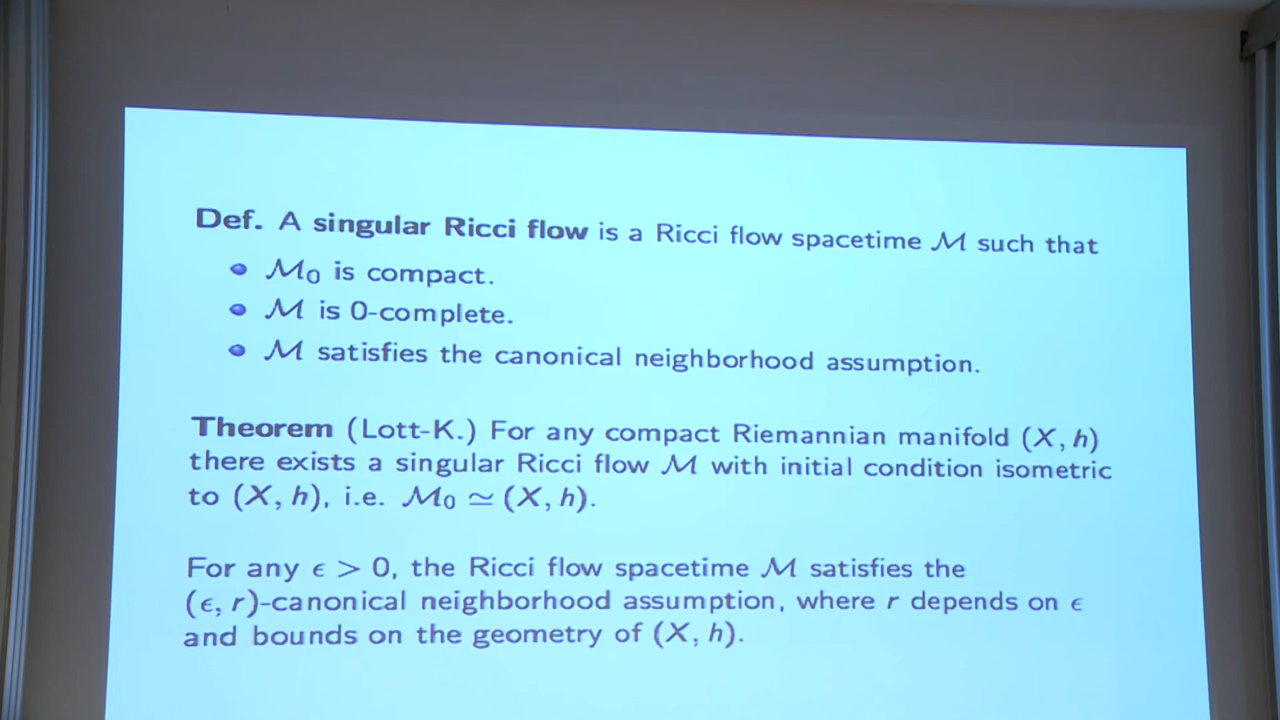 Def. A singular Ricci flow is a Ricci flow spacetime ℳ such that
• ℳ₀ is compact.
• ℳ is 0-complete.
• ℳ satisfies the canonical neighborhood assumption.
Theorem (Lott-K.) For any compact Riemannian manifold (X, h)
there exists a singular Ricci flow ℳ with initial condition isometric
to (X, h), i.e. ℳ₀ ≃ (X, h).
For any ϵ > 0, the Ricci flow spacetime ℳ satisfies the
(ϵ, r)-canonical neighborhood assumption, where r depends on ϵ
and bounds on the geometry of (X, h).